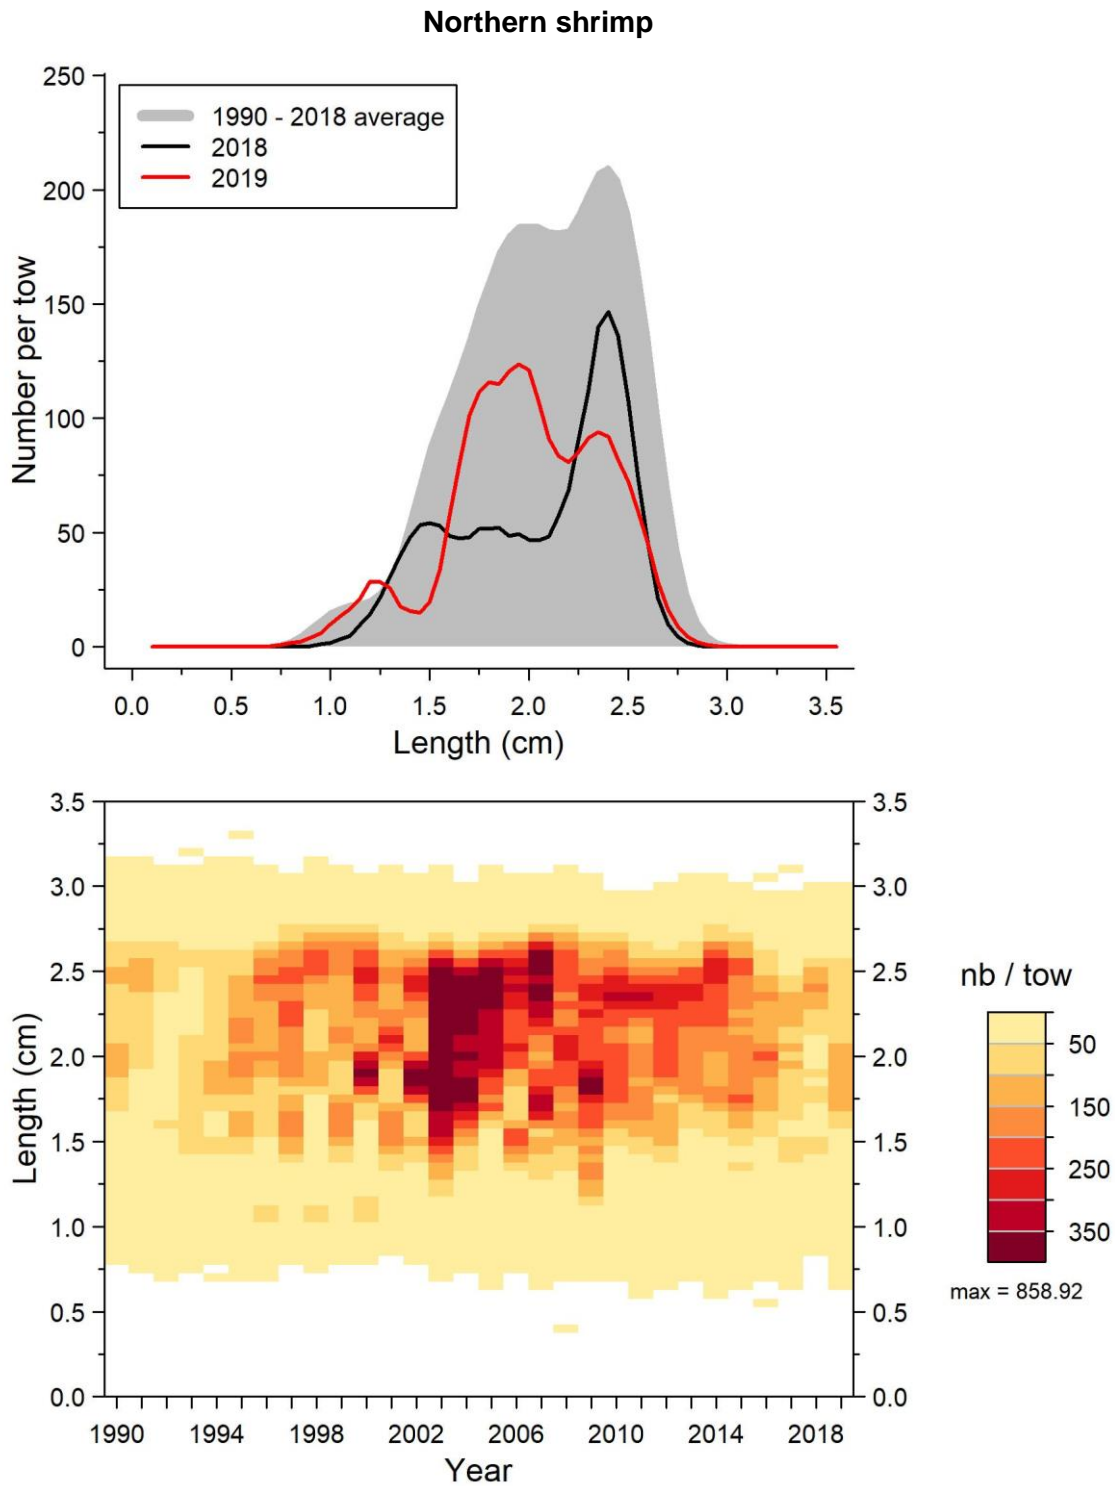 Northern shrimp
250
200
150
100
50
0
Number per tow
1990 - 2018 average
2018
2019
0.0 0.5 1.0 1.5 2.0 2.5 3.0 3.5
Length (cm)
3.5 3.5
3.0 3.0
2.5 2.5
2.0 2.0
1.5 1.5
1.0 1.0
0.5 0.5
0.0 0.0
Length (cm)
1990 1994 1998 2002 2006 2010 2014 2018
Year
nb / tow
50
150
250
350
max = 858.92